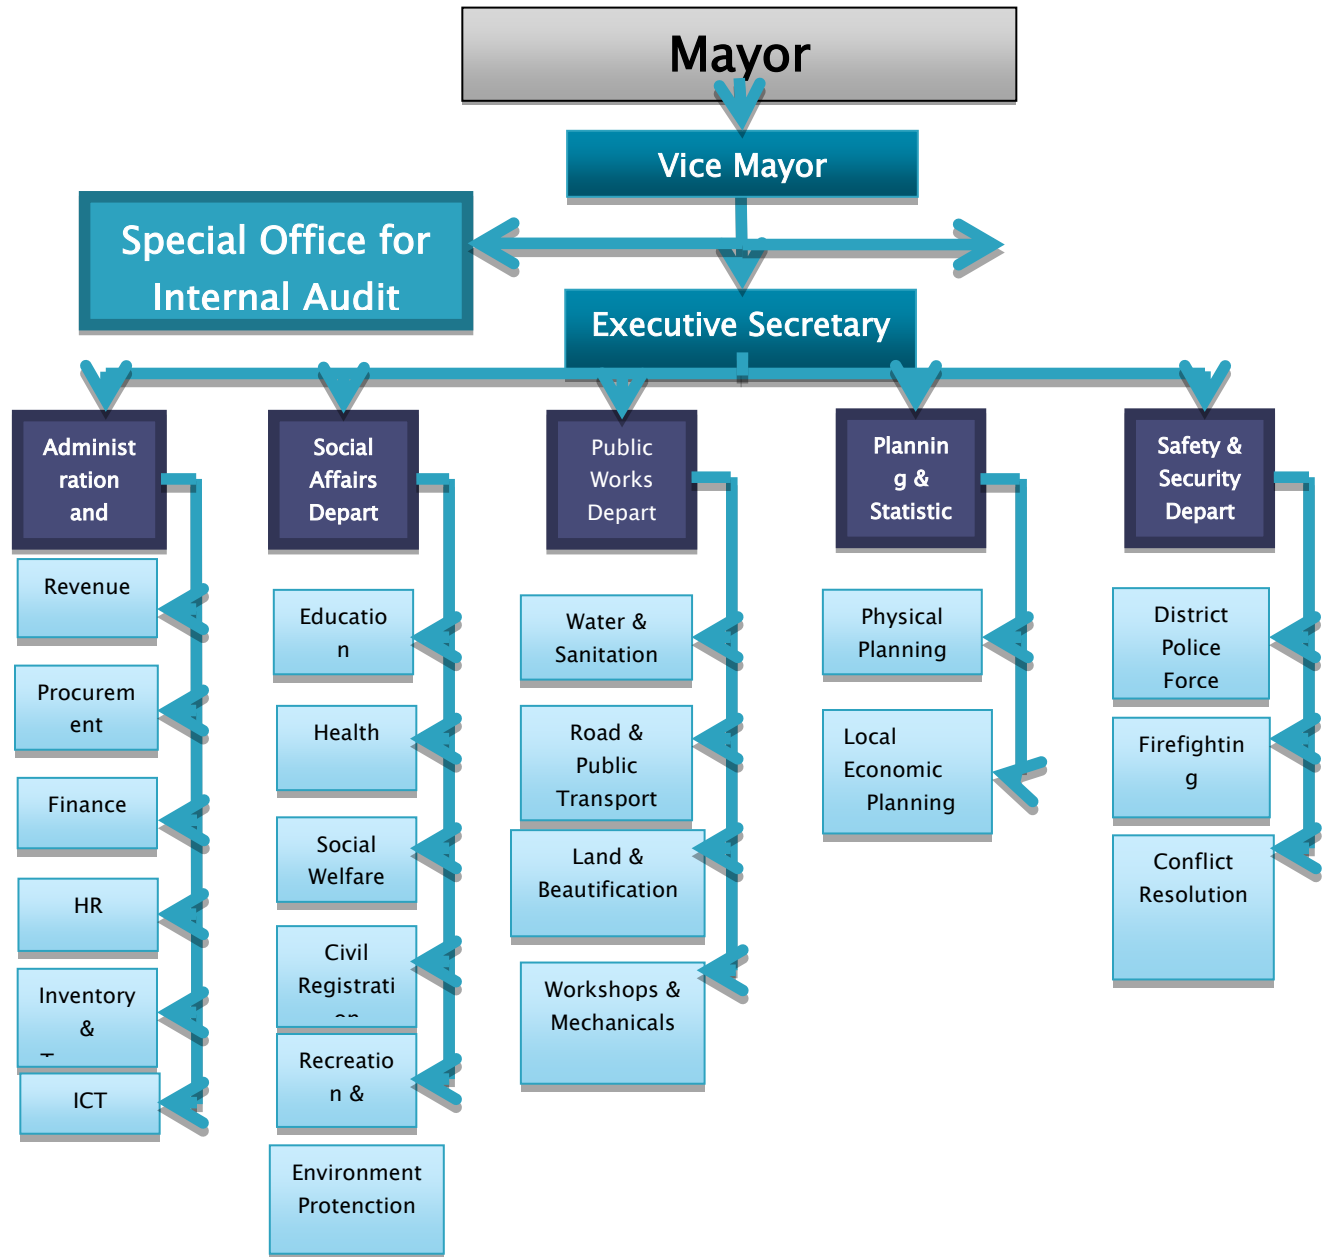 Mayor
Vice Mayor
Special Office for
Internal Audit
Executive Secretary
Administ
ration
and
Social
Affairs
Depart
Public
Works
Depart
Plannin
g &
Statistic
Safety &
Security
Depart
Revenue
Procurem
ent
Finance
HR
Inventory
&
ICT
Educatio
n
Health
Social
Welfare
Civil
Registrati
on
Recreatio
n &
Environment
Protenction
Water &
Sanitation
Road &
Public
Transport
Land &
Beautification
Workshops &
Mechanicals
Physical
Planning
Local
Economic
Planning
District
Police
Force
Firefightin
g
Conflict
Resolution